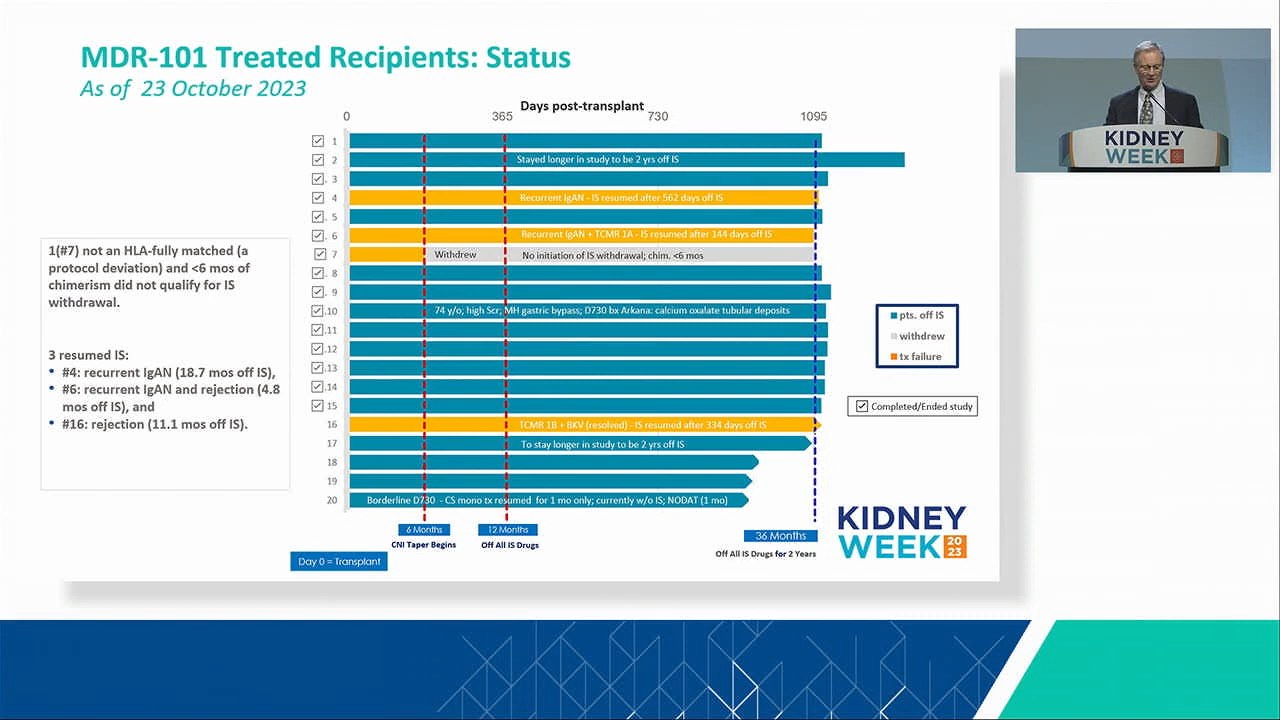 MDR-101 Treated Recipients: Status
As of 23 October 2023
Days post-transplant
0 365 730 1095
1
2 Stayed longer in study to be 2 yrs off IS
3
4 Recurrent IgAN - IS resumed after 562 days off IS
5
6 Recurrent IgAN + TCMR 1A - IS resumed after 144 days off IS
7 Withdrew No initiation of IS withdrawal; chim. <6 mos
8
9
10 74 y/o; high Scr; MH gastric bypass; D730 bx Arkana: calcium oxalate tubular deposits
11
12
13
14
15
16 TCMR 1B + BKV (resolved) - IS resumed after 334 days off IS
17 To stay longer in study to be 2 yrs off IS
18
19
20 Borderline D730 - CS mono tx resumed for 1 mo only; currently w/o IS; NODAT (1 mo)
6 Months
CNI Taper Begins
12 Months
Off All IS Drugs
36 Months
Off All IS Drugs for 2 Years
Day 0 = Transplant
1(#7) not an HLA-fully matched (a
protocol deviation) and <6 mos of
chimerism did not qualify for IS
withdrawal.
3 resumed IS:
• #4: recurrent IgAN (18.7 mos off IS),
• #6: recurrent IgAN and rejection (4.8
mos off IS), and
• #16: rejection (11.1 mos off IS).
pts. off IS
withdrew
tx failure
Completed/Ended study
KIDNEY
WEEK 20
23
KIDNEY
WEEK